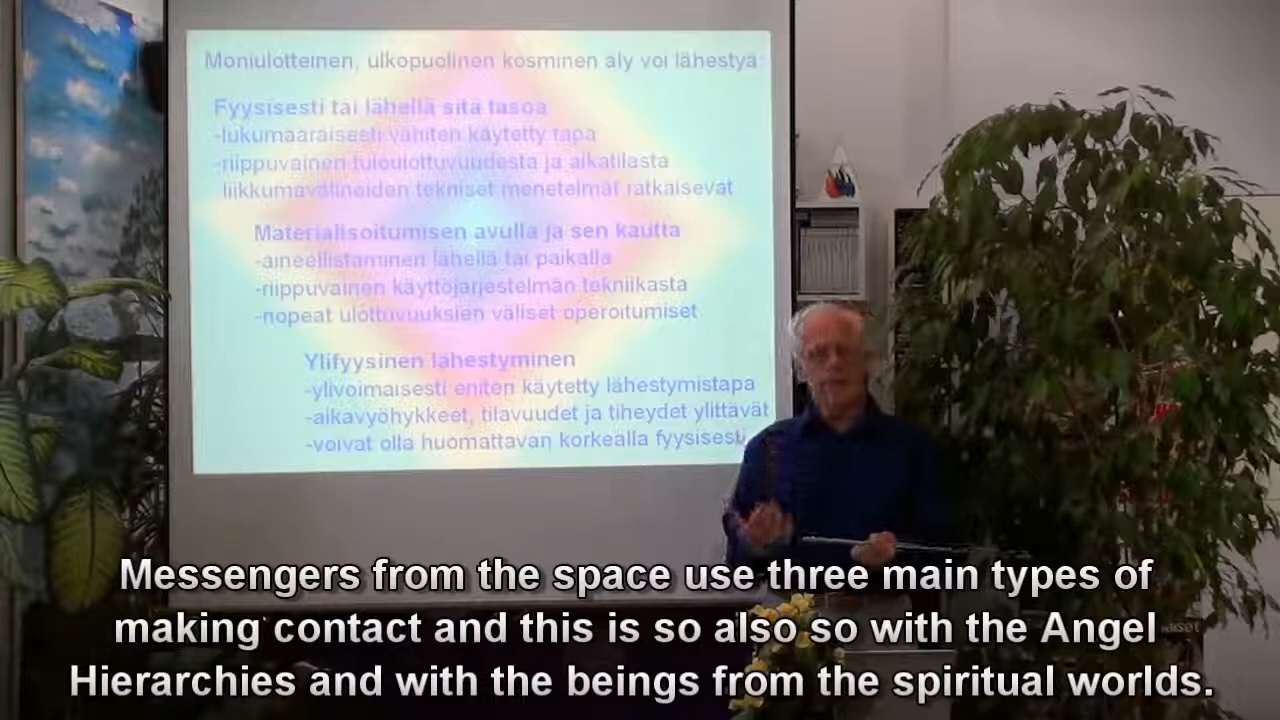 Moniulotteinen, ulkopuolinen kosminen äly voi lähestyä:
Fyysisesti tai lähellä sitä tasoa
-lukumääräisesti vähiten käytetty tapa
-riippuvainen tuloulottuvuudesta ja aikatilasta
liikkumavälineiden tekniset menetelmät ratkaisevat
Materialisoitumisen avulla ja sen kautta
-aineellistaminen lähellä tai paikalla
-riippuvainen käyttöjärjestelmän tekniikasta
-nopeat ulottuvuuksien väliset operoitumiset
Ylifyysinen lähestyminen
-ylivoimaisesti eniten käytetty lähestymistapa
-aikavyöhykkeet, tilavuudet ja tiheydet ylittävät
-voivat olla huomattavan korkealla fyysisesti
Messengers from the space use three main types of
making contact and this is so also so with the Angel
Hierarchies and with the beings from the spiritual worlds.